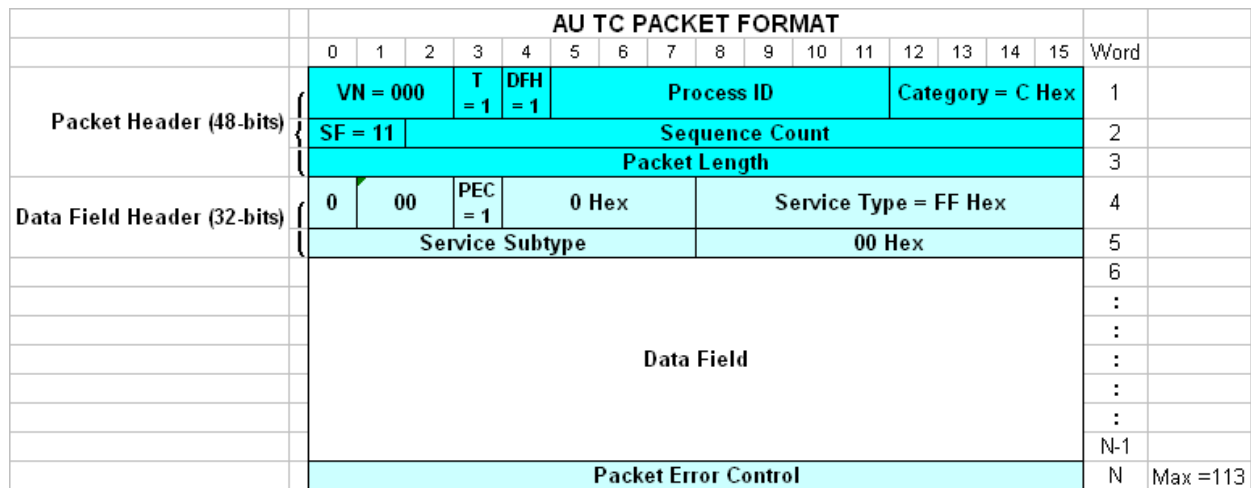 AU TC PACKET FORMAT
0 1 2 3 4 5 6 7 8 9 10 11 12 13 14 15 Word
Packet Header (48-bits)
VN = 000
T = 1
DFH = 1
Process ID
Category = C Hex
1
SF = 11
Sequence Count
2
Packet Length
3
Data Field Header (32-bits)
0
00
PEC = 1
0 Hex
Service Type = FF Hex
4
Service Subtype
00 Hex
5
Data Field
6
:
:
:
:
:
N-1
Packet Error Control
N
Max =113